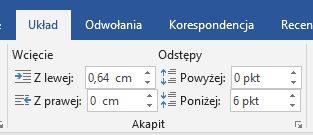 Układ Odwołania Korespondencja Recen
Wcięcie Odstępy
Z lewej: 0,64 cm Powyżej: 0 pkt
Z prawej: 0 cm Poniżej: 6 pkt
Akapit